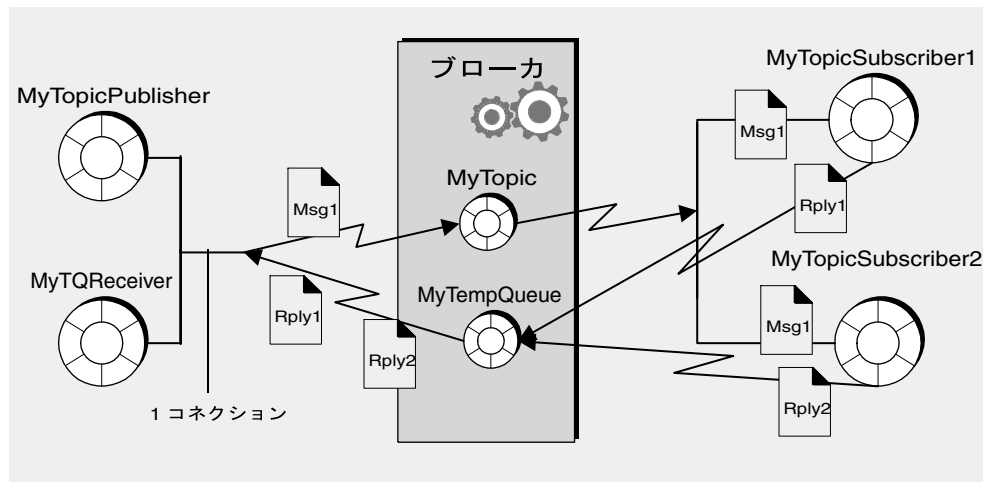 ブローカ
MyTopicPublisher
MyTopicSubscriber1
Msg1
MyTopic
Msg1
Rply1
MyTQReceiver
MyTempQueue
MyTopicSubscriber2
Rply1
Msg1
Rply2
Rply2
1 コネクション